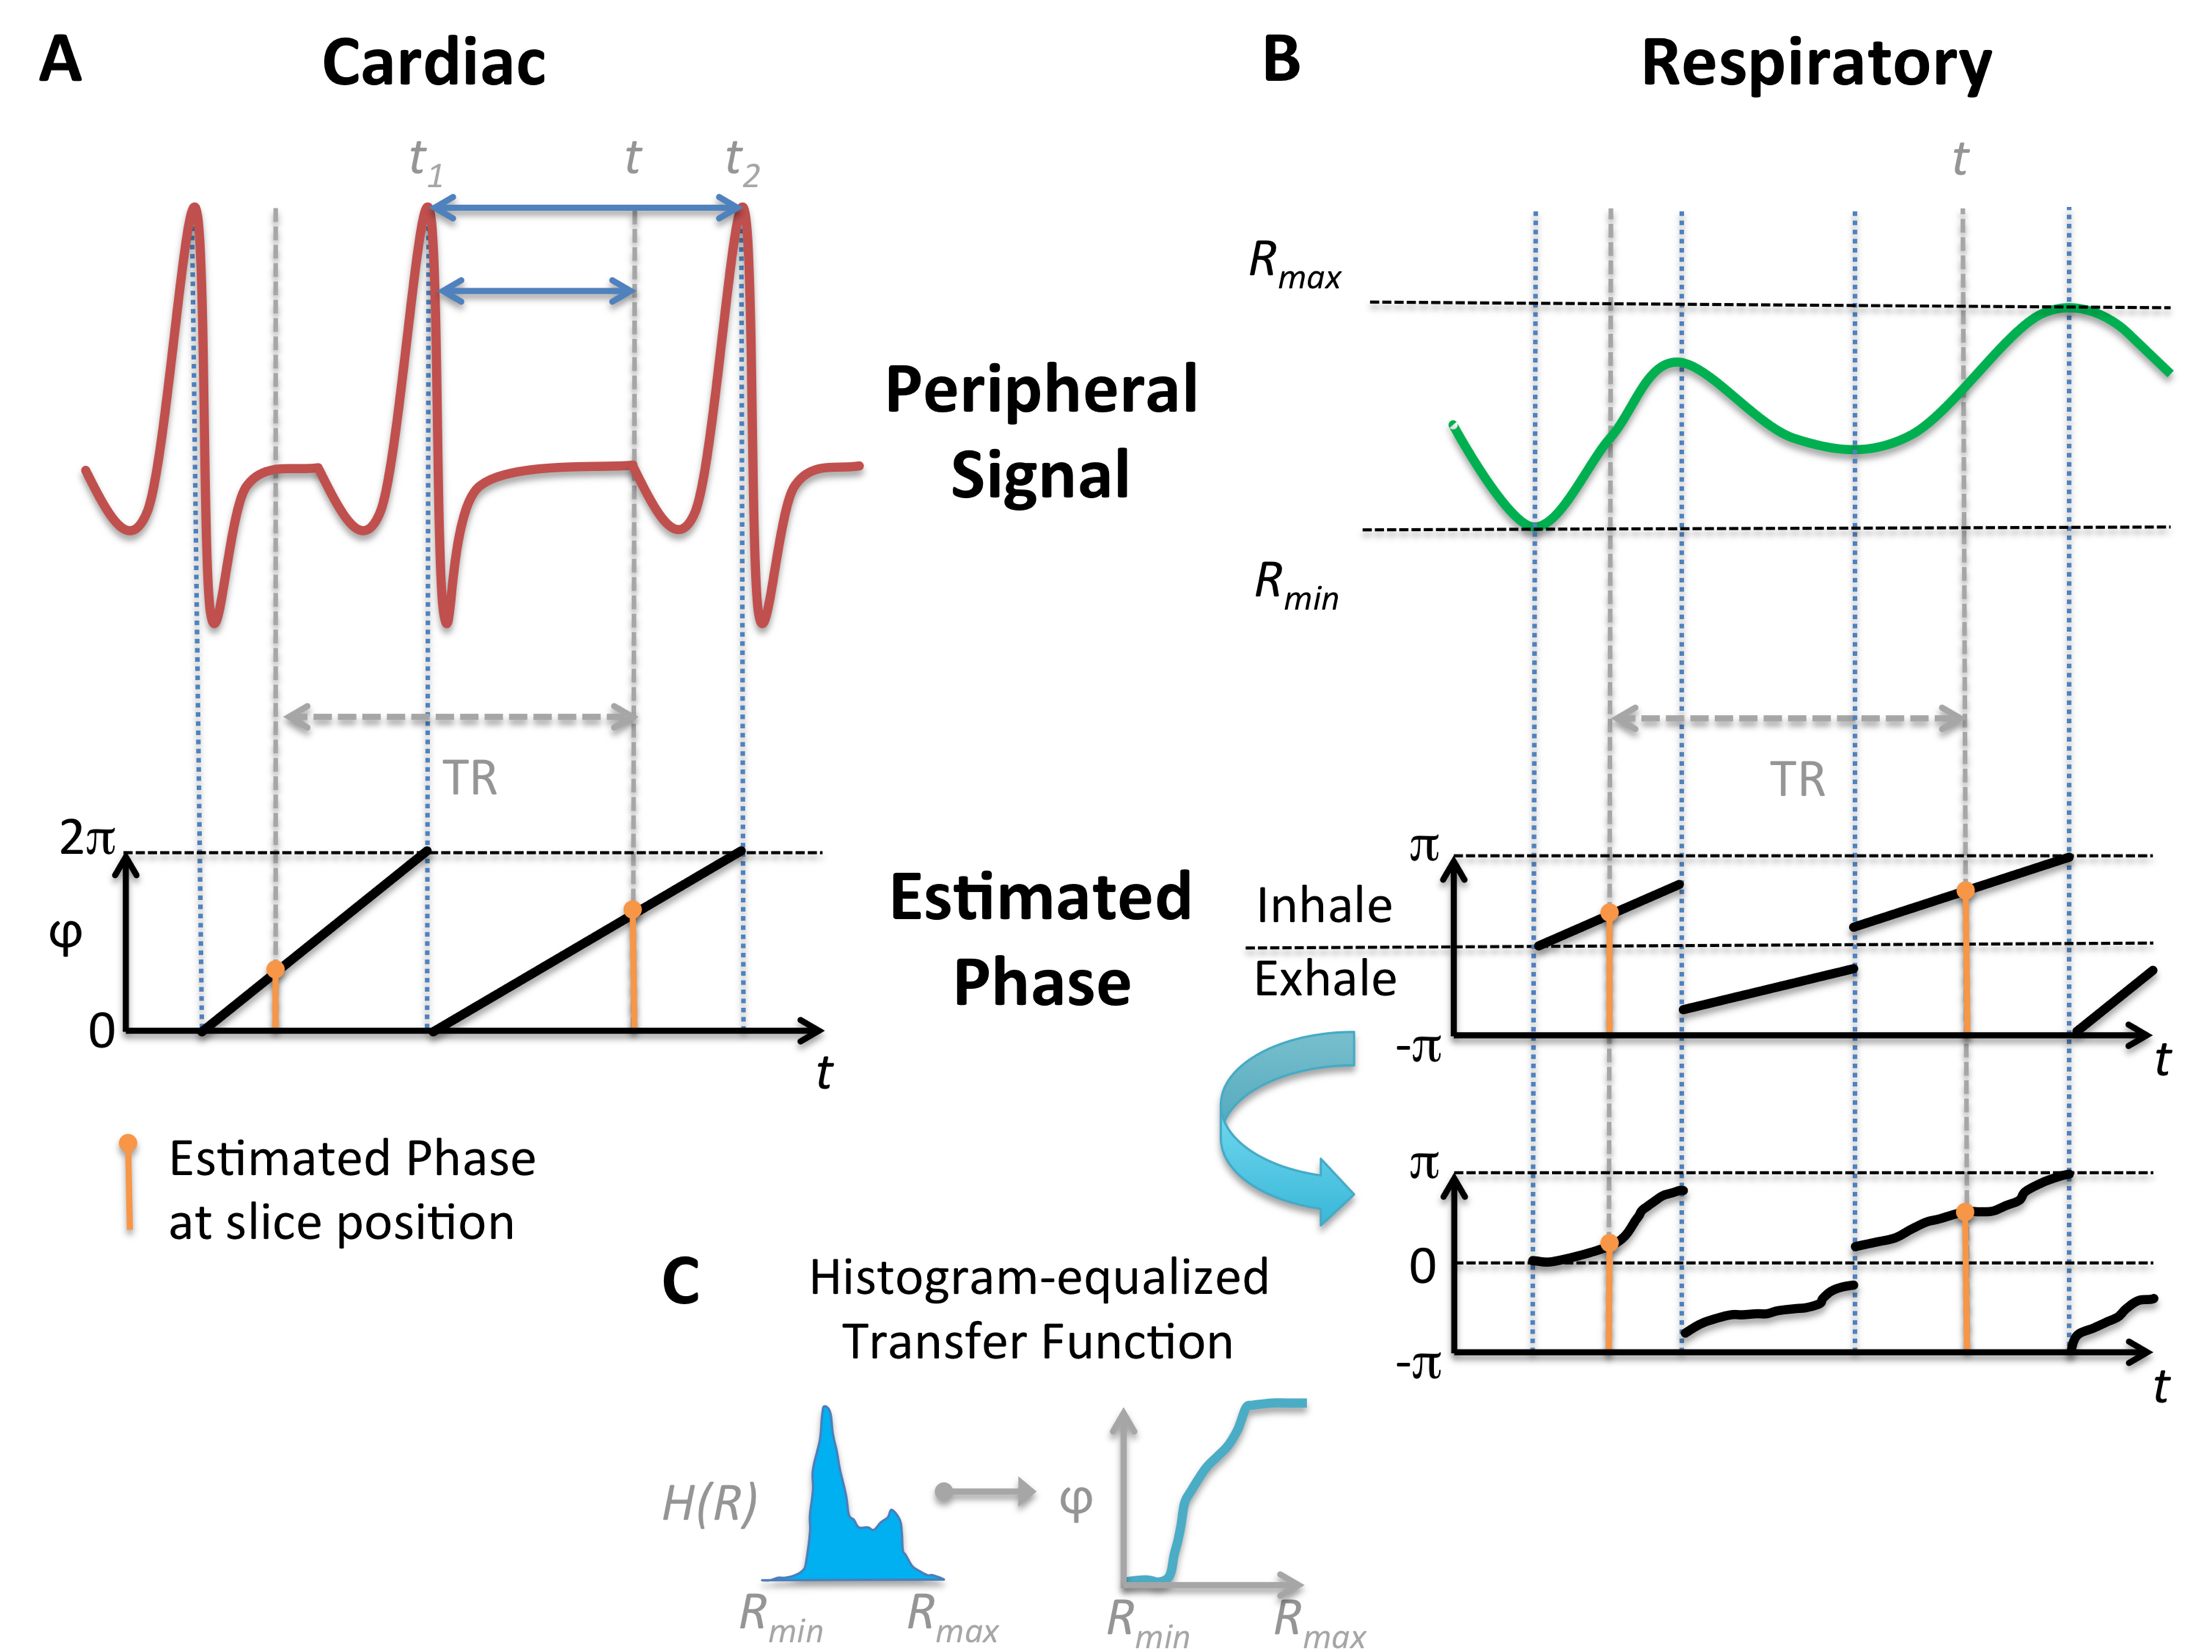 A
Cardiac
t1
t
t2
Peripheral
Signal
TR
2π
φ
0
t
Estimated
Phase
Estimated Phase
at slice position
B
Respiratory
t
Rmax
Rmin
TR
π
Inhale
Exhale
-π
t
π
0
-π
t
C
Histogram-equalized
Transfer Function
H(R)
Rmin
Rmax
φ
Rmin
Rmax